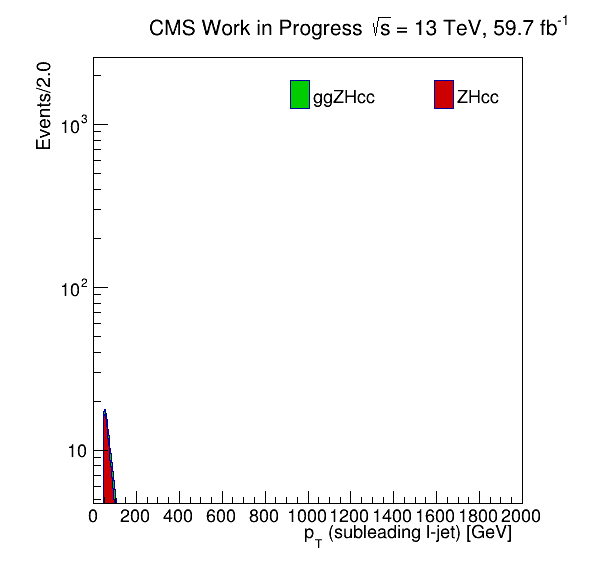 CMS Work in Progress √s = 13 TeV, 59.7 fb⁻¹
Events/2.0
ggZHcc ZHcc
10³
10²
10
0 200 400 600 800 1000 1200 1400 1600 1800 2000
p_T (subleading l-jet) [GeV]